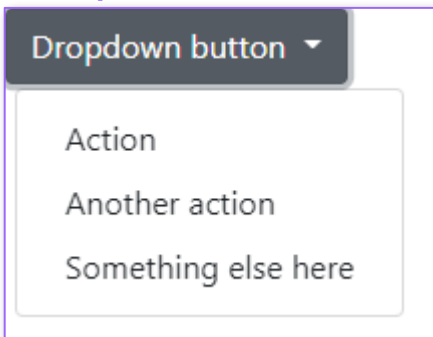 Dropdown button
Action
Another action
Something else here